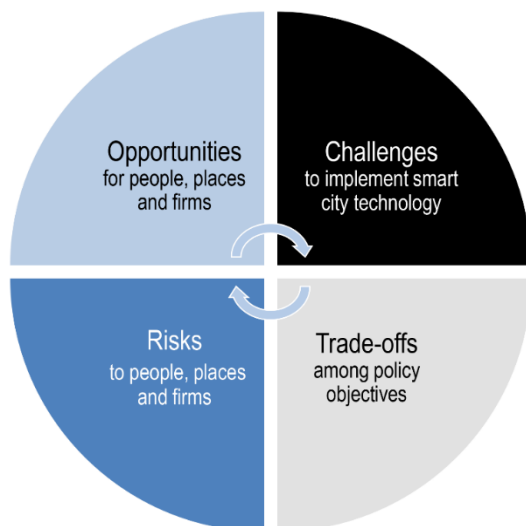 Opportunities
for people, places
and firms
Challenges
to implement smart
city technology
Risks
to people, places
and firms
Trade-offs
among policy
objectives